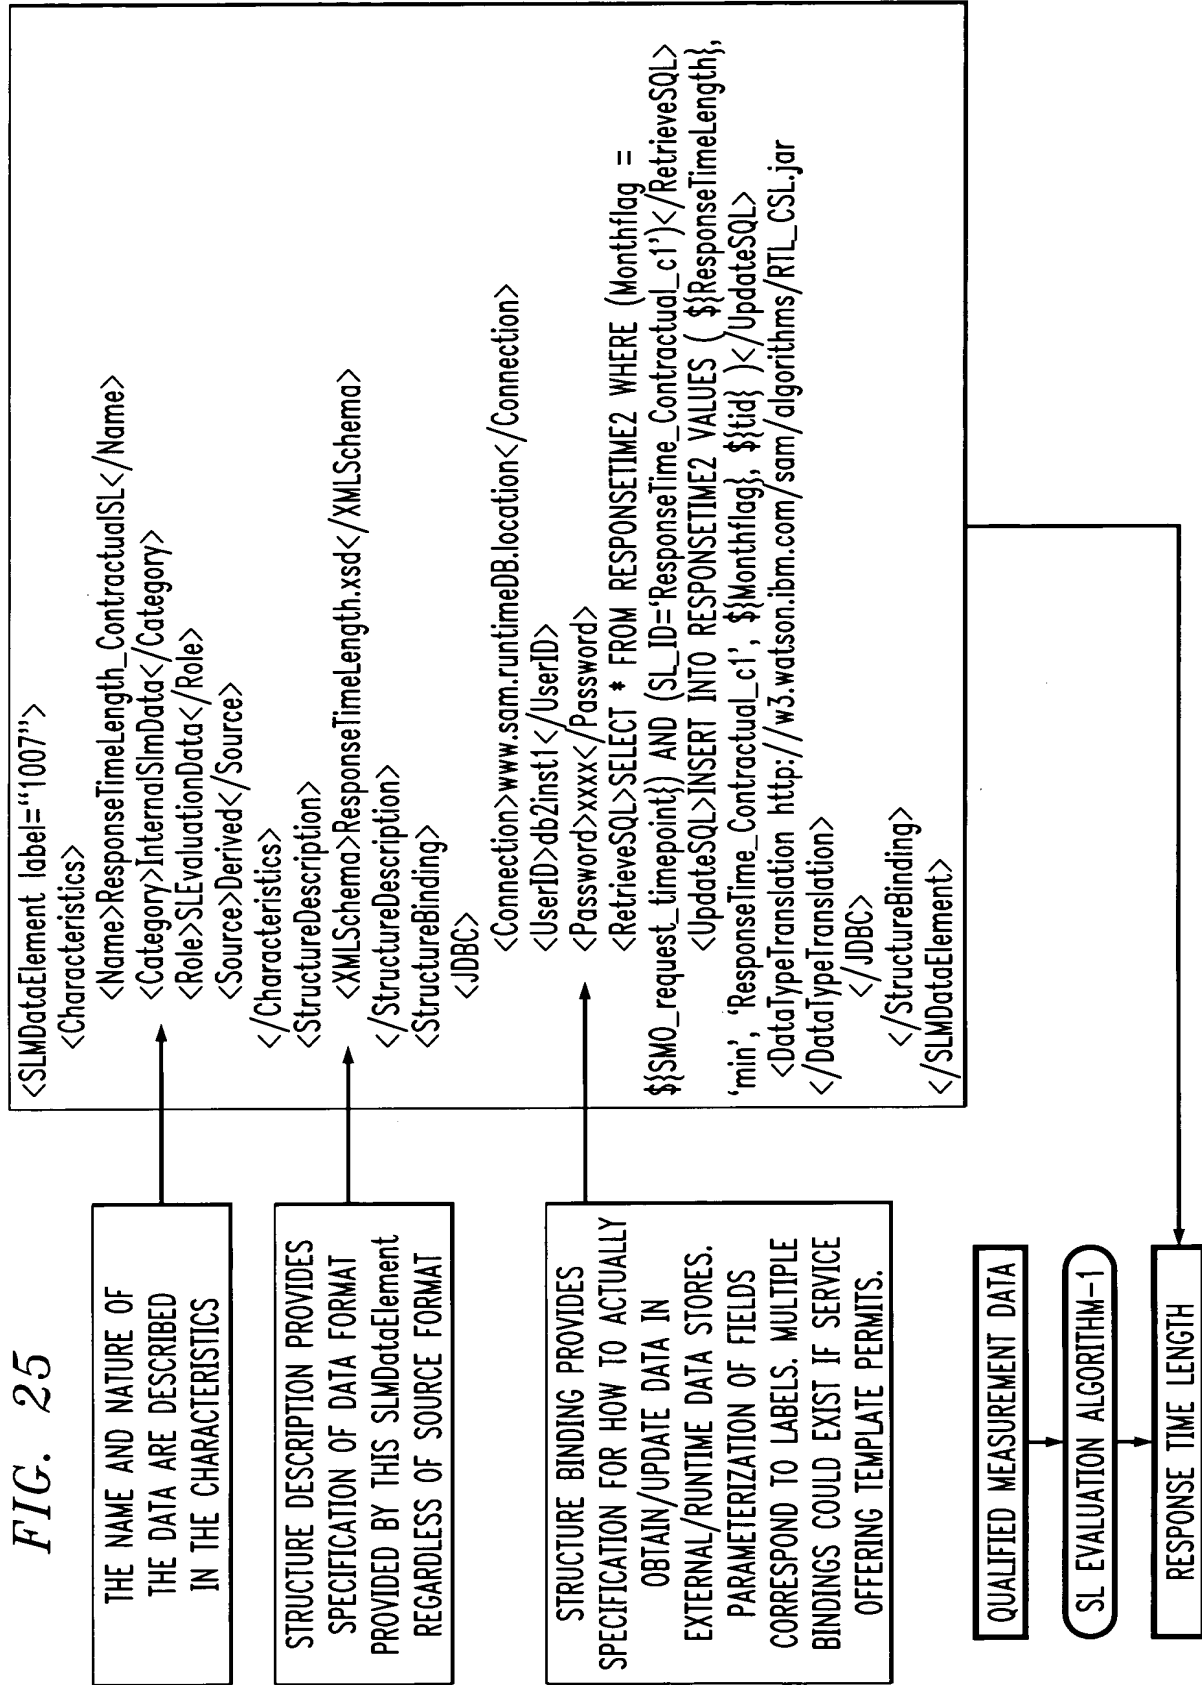 FIG. 25
THE NAME AND NATURE OF
THE DATA ARE DESCRIBED
IN THE CHARACTERISTICS
STRUCTURE DESCRIPTION PROVIDES
SPECIFICATION OF DATA FORMAT
PROVIDED BY THIS SLMDataElement
REGARDLESS OF SOURCE FORMAT
STRUCTURE BINDING PROVIDES
SPECIFICATION FOR HOW TO ACTUALLY
OBTAIN/UPDATE DATA IN
EXTERNAL/RUNTIME DATA STORES.
PARAMETERIZATION OF FIELDS
CORRESPOND TO LABELS. MULTIPLE
BINDINGS COULD EXIST IF SERVICE
OFFERING TEMPLATE PERMITS.
<SLMDataElement label="1007">
<Characteristics>
<Name>ResponseTimeLength_ContractualSL</Name>
<Category>InternalSlmData</Category>
<Role>SLEvaluationData</Role>
<Source>Derived</Source>
</Characteristics>
<StructureDescription>
<XMLSchema>ResponseTimeLength.xsd</XMLSchema>
</StructureDescription>
<StructureBinding>
<JDBC>
<Connection>www.sam.runtimeDB.location</Connection>
<UserID>db2inst1</UserID>
<Password>xxxx</Password>
<RetrieveSQL>SELECT * FROM RESPONSETIME2 WHERE (Monthflag =
${SMO_request_timepoint}) AND (SL_ID='ResponseTime_Contractual_c1')</RetrieveSQL>
<UpdateSQL>INSERT INTO RESPONSETIME2 VALUES ( ${ResponseTimeLength},
'min', 'ResponseTime_Contractual_c1', ${Monthflag}, ${tid} )</UpdateSQL>
<DataTypeTranslation http://w3.watson.ibm.com/sam/algorithms/RTL_CSL.jar
</DataTypeTranslation>
</JDBC>
</StructureBinding>
</SLMDataElement>
QUALIFIED MEASUREMENT DATA
SL EVALUATION ALGORITHM-1
RESPONSE TIME LENGTH